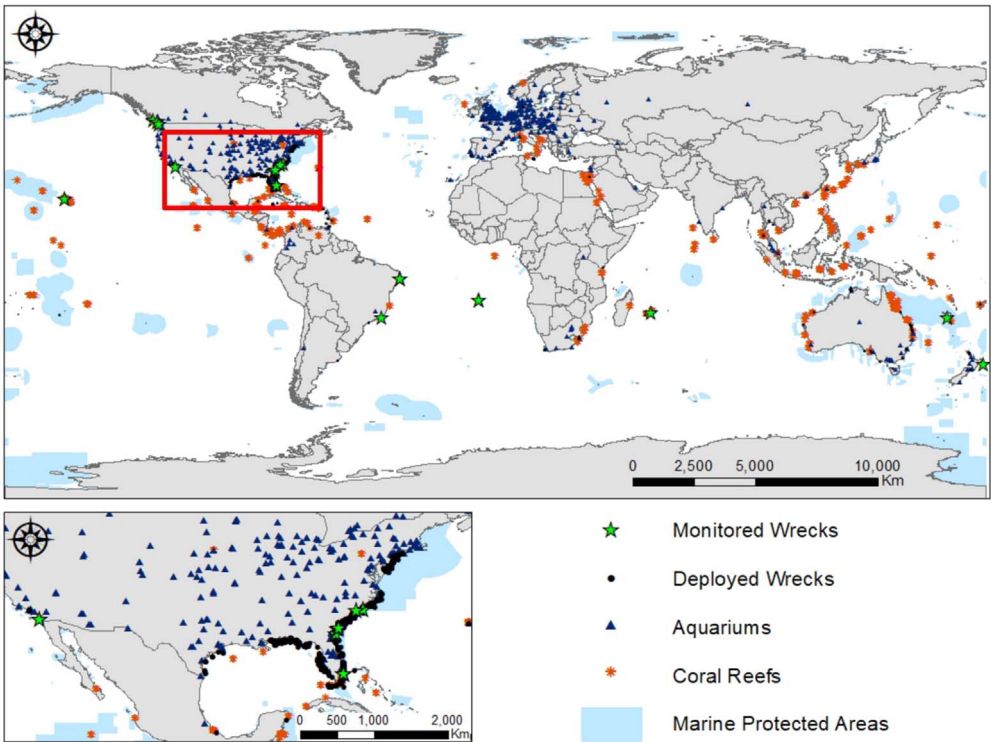 0 2,500 5,000 10,000
Km
Monitored Wrecks
Deployed Wrecks
Aquariums
Coral Reefs
Marine Protected Areas
0 500 1,000 2,000
Km